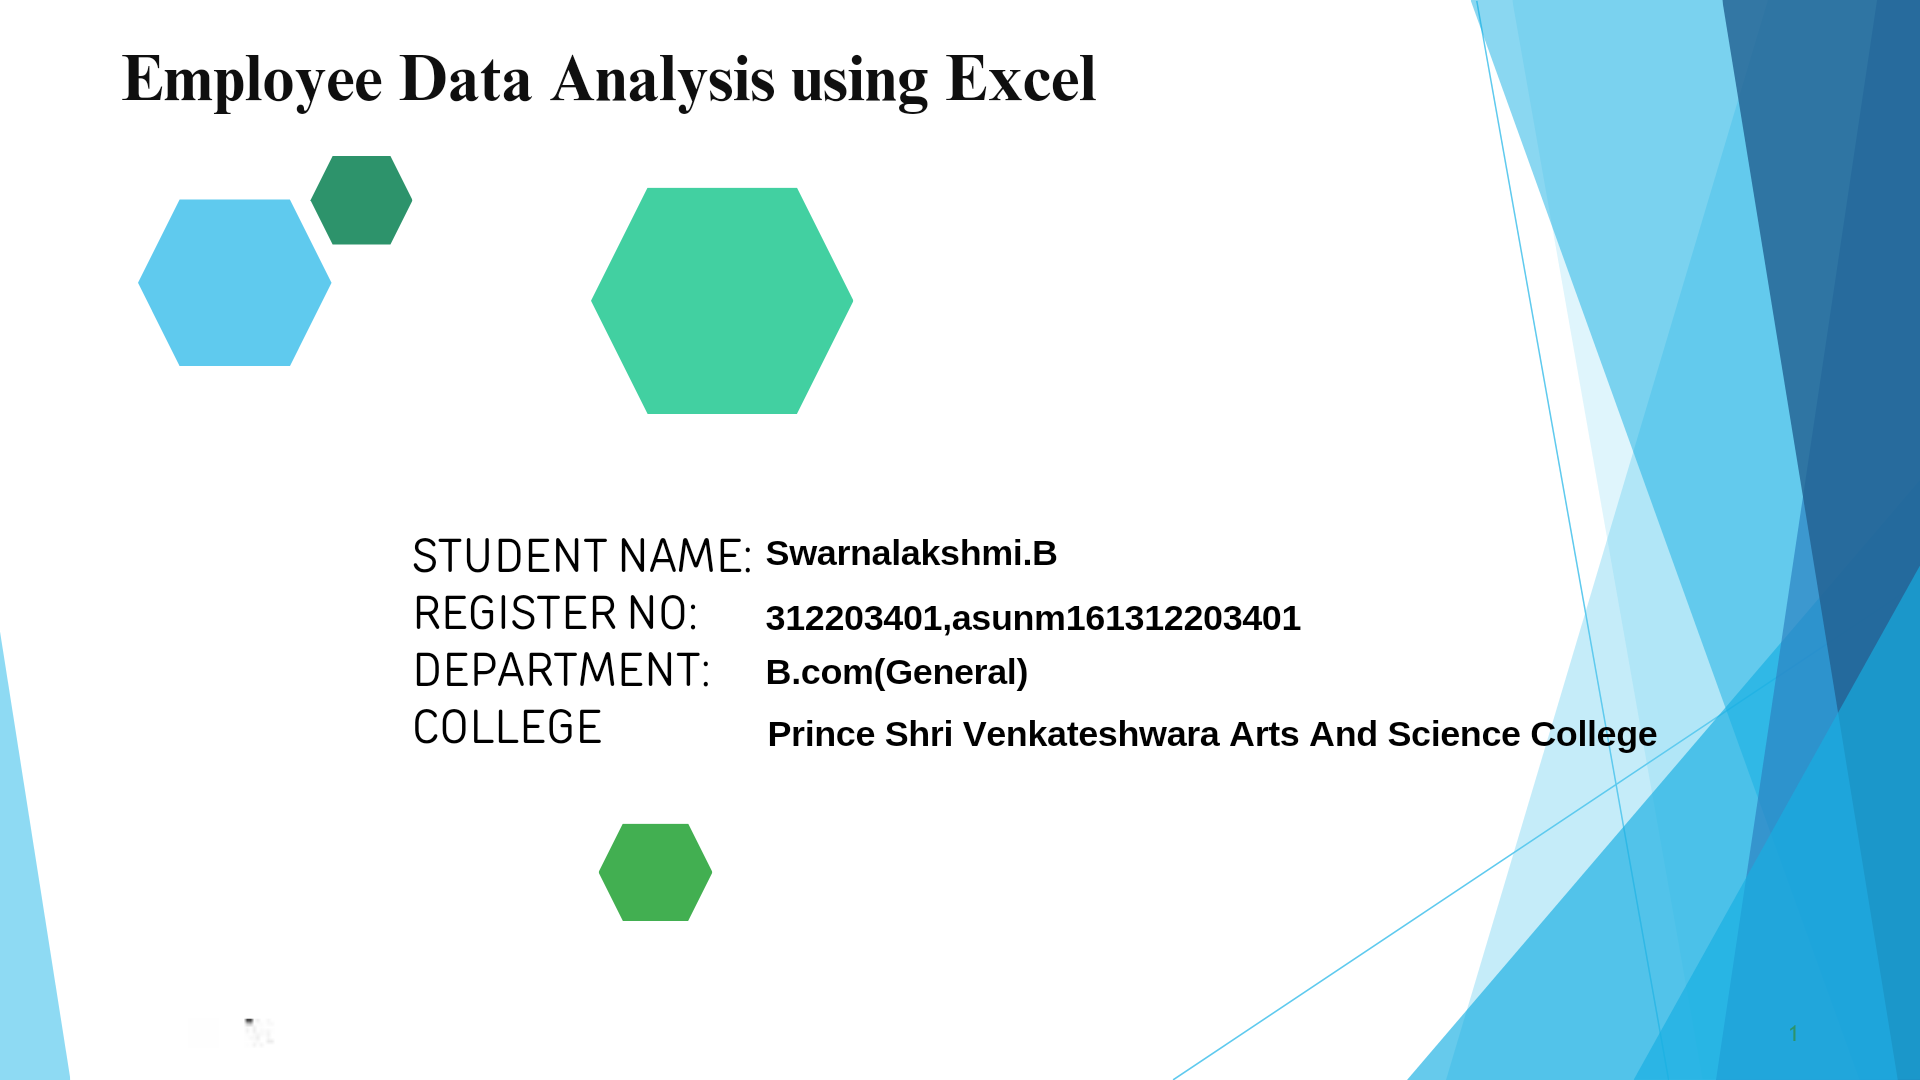 Employee Data Analysis using Excel
STUDENT NAME: Swarnalakshmi.B
REGISTER NO: 312203401,asunm161312203401
DEPARTMENT: B.com(General)
COLLEGE Prince Shri Venkateshwara Arts And Science College
1